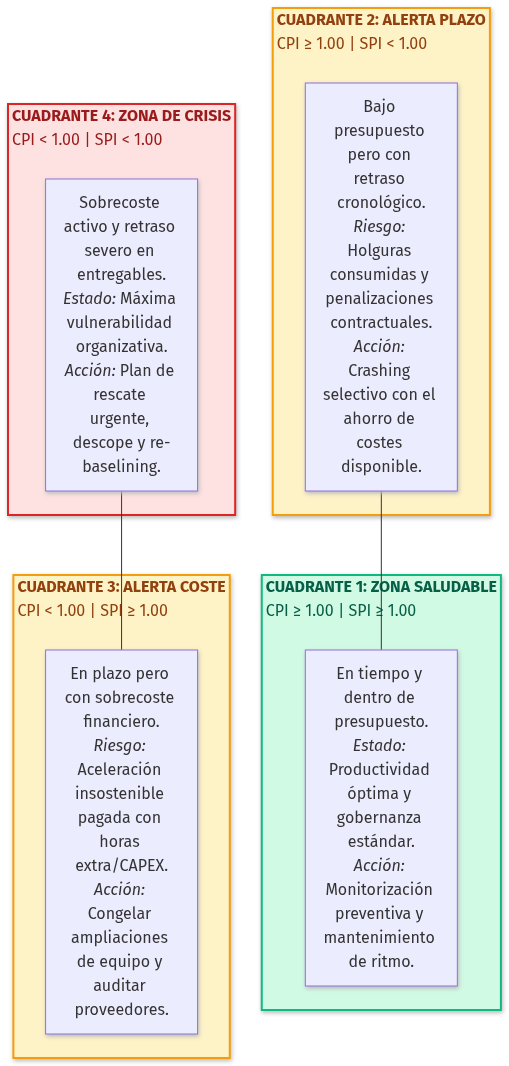 CUADRANTE 4: ZONA DE CRISIS
CPI < 1.00 | SPI < 1.00
Sobrecoste
activo y retraso
severo en
entregables.
Estado: Máxima
vulnerabilidad
organizativa.
Acción: Plan de
rescate
urgente,
descope y re-
baselining.
CUADRANTE 2: ALERTA PLAZO
CPI ≥ 1.00 | SPI < 1.00
Bajo
presupuesto
pero con
retraso
cronológico.
Riesgo:
Holguras
consumidas y
penalizaciones
contractuales.
Acción:
Crashing
selectivo con el
ahorro de
costes
disponible.
CUADRANTE 3: ALERTA COSTE
CPI < 1.00 | SPI ≥ 1.00
En plazo pero
con sobrecoste
financiero.
Riesgo:
Aceleración
insostenible
pagada con
horas
extra/CAPEX.
Acción:
Congelar
ampliaciones
de equipo y
auditar
proveedores.
CUADRANTE 1: ZONA SALUDABLE
CPI ≥ 1.00 | SPI ≥ 1.00
En tiempo y
dentro de
presupuesto.
Estado:
Productividad
óptima y
gobernanza
estándar.
Acción:
Monitorización
preventiva y
mantenimiento
de ritmo.